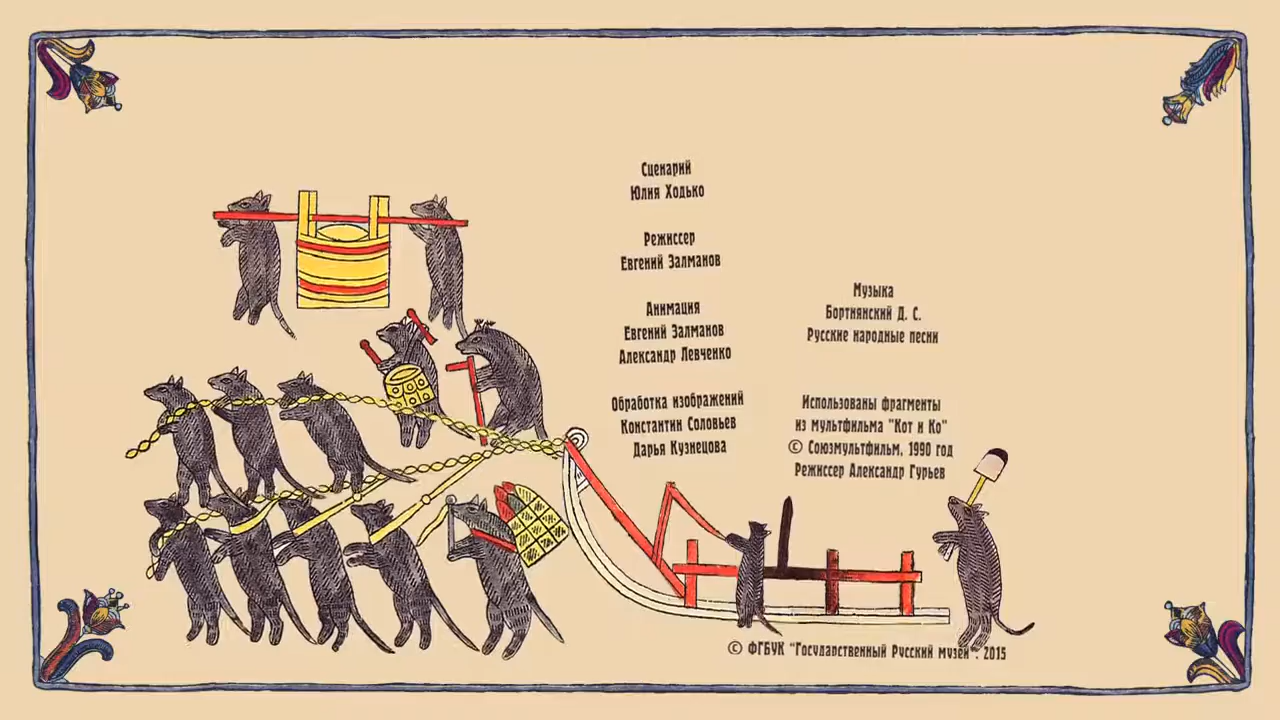 Сценарий
Юлия Ходько
Режиссер
Евгений Залманов
Анимация
Евгений Залманов
Александр Левченко
Обработка изображений
Константин Соловьев
Дарья Кузнецова
Музыка
Бортнянский Д. С.
Русские народные песни
Использованы фрагменты
из мультфильма "Кот и Ко"
© Союзмультфильм, 1990 год
Режиссер Александр Гурьев
© ФГБУК "Государственный Русский музей". 2015